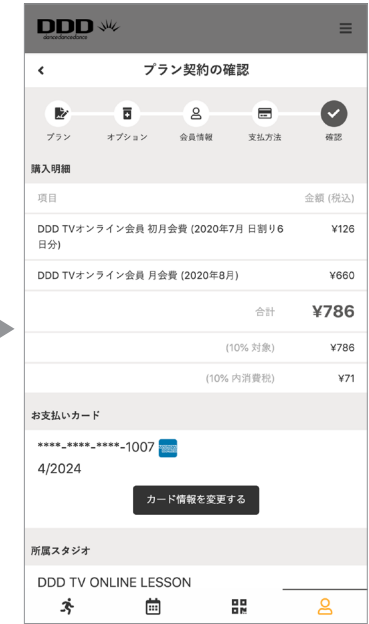 DDD
dancedancedance
プラン契約の確認
プラン
オプション
会員情報
支払方法
確認
購入明細
項目 金額 (税込)
DDD TVオンライン会員 初月会費 (2020年7月 日割り6 ¥126
日分)
DDD TVオンライン会員 月会費 (2020年8月) ¥660
合計 ¥786
(10% 対象) ¥786
(10% 内消費税) ¥71
お支払いカード
****-****-****-1007
4/2024
カード情報を変更する
所属スタジオ
DDD TV ONLINE LESSON